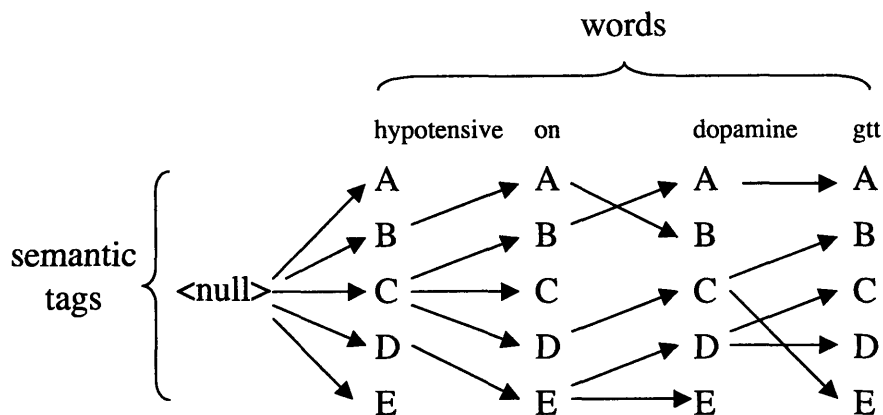 words
hypotensive on dopamine gtt
A A A A
B B B B
semantic
tags
<null> C C C C
D D D D
E E E E